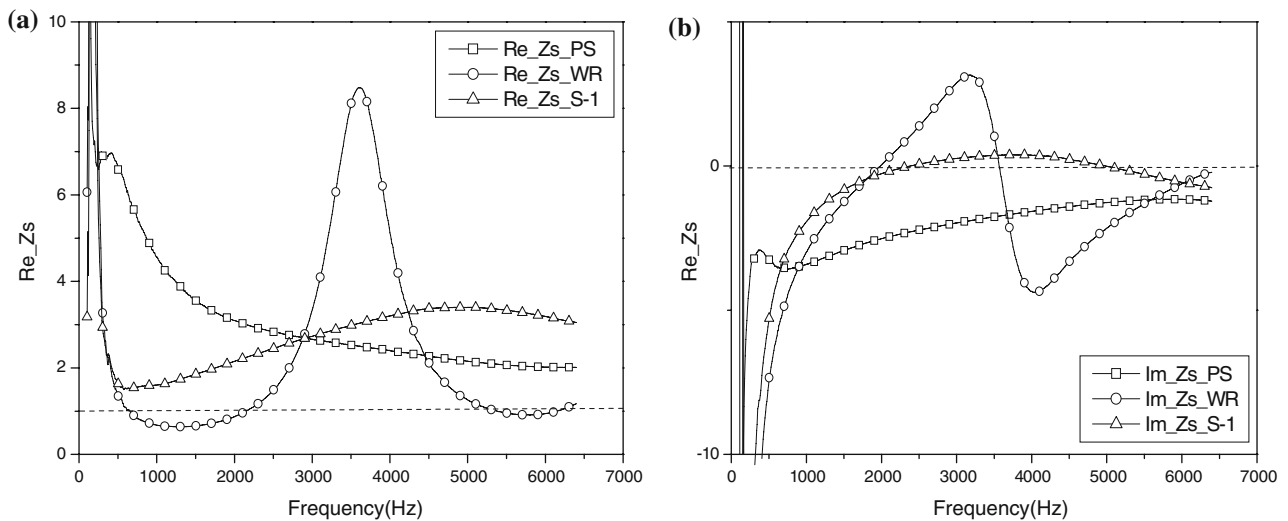 (a)
10
8
6
4
2
0
Re_Zs
Re_Zs_PS
Re_Zs_WR
Re_Zs_S-1
0 1000 2000 3000 4000 5000 6000 7000
Frequency(Hz)
(b)
0
-10
Re_Zs
Im_Zs_PS
Im_Zs_WR
Im_Zs_S-1
0 1000 2000 3000 4000 5000 6000 7000
Frequency(Hz)